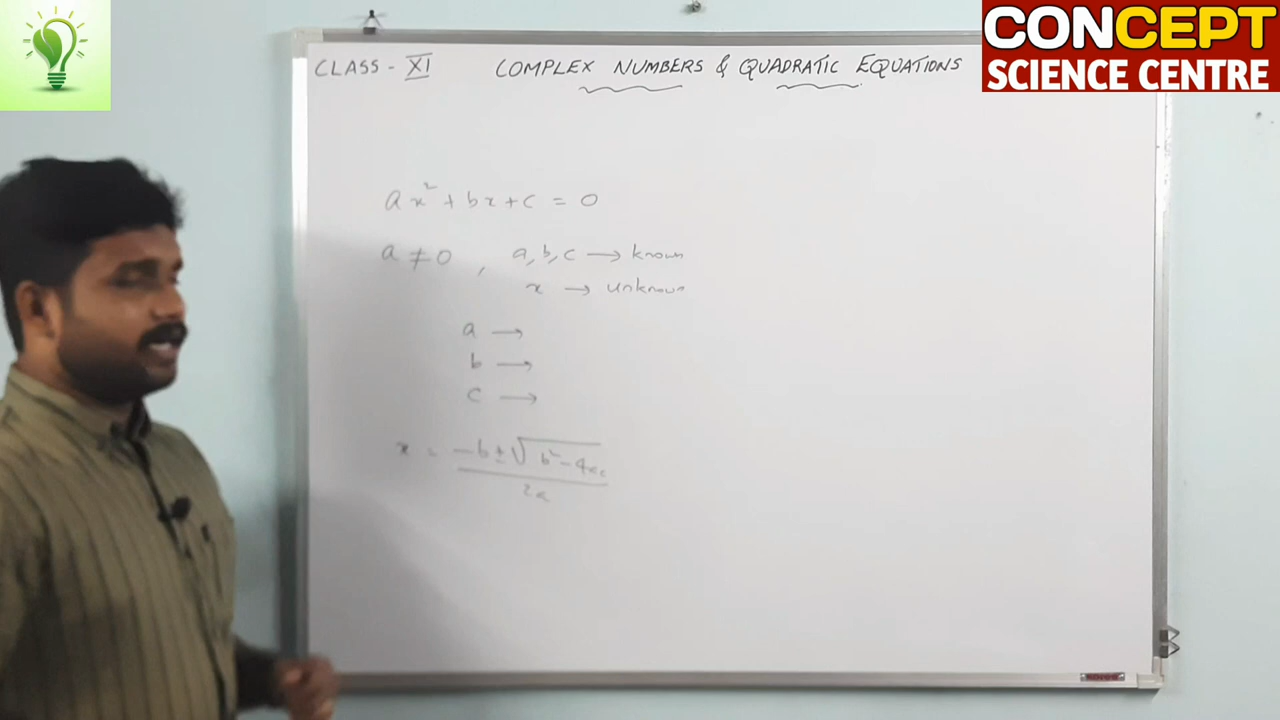 CONCEPT
SCIENCE CENTRE
CLASS - XI COMPLEX NUMBERS & QUADRATIC EQUATIONS
ax² + bx + c = 0
a ≠ 0 , a, b, c → known
x → unknown
a →
b →
c →
x = (-b ± √(b² - 4ac)) / 2a